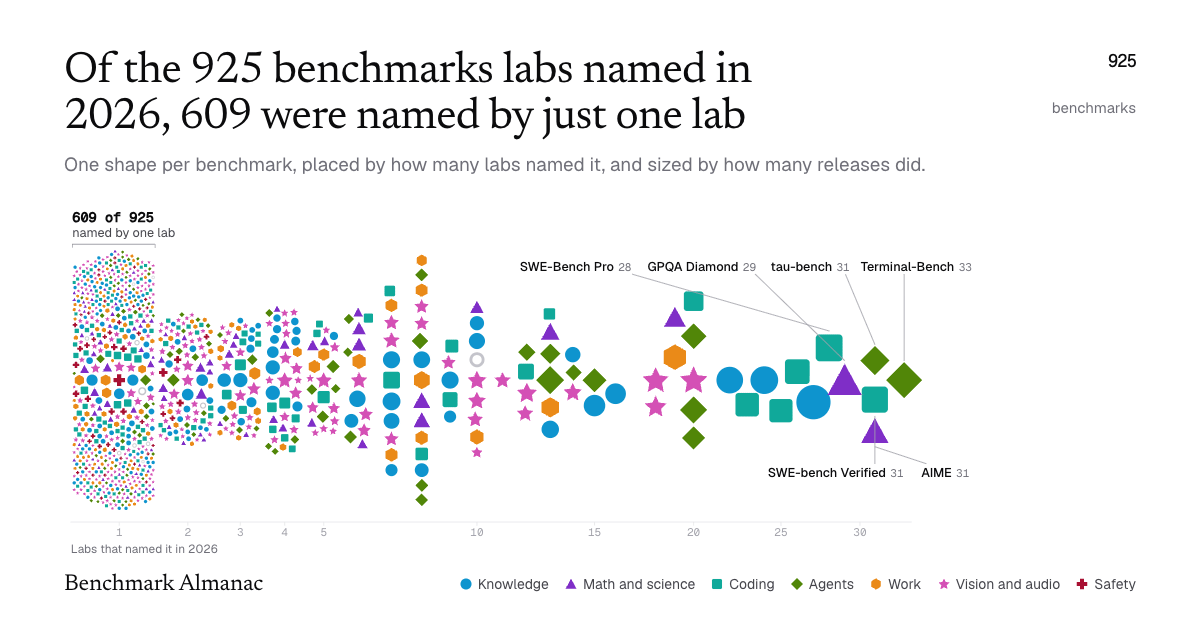 Of the 925 benchmarks labs named in
2026, 609 were named by just one lab
925
benchmarks
One shape per benchmark, placed by how many labs named it, and sized by how many releases did.
609 of 925
named by one lab
SWE-Bench Pro 28 GPQA Diamond 29 tau-bench 31 Terminal-Bench 33
SWE-bench Verified 31 AIME 31
1 2 3 4 5 10 15 20 25 30
Labs that named it in 2026
Benchmark Almanac
Knowledge Math and science Coding Agents Work Vision and audio Safety